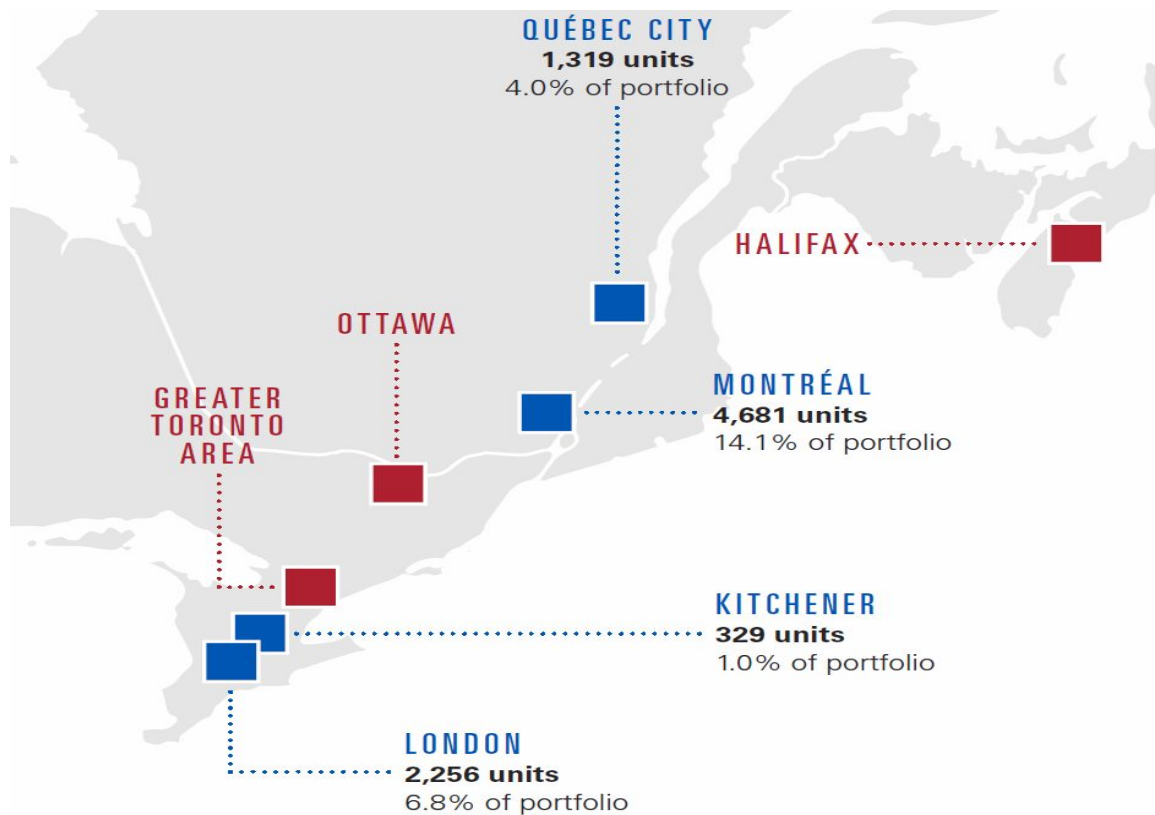 QUÉBEC CITY
1,319 units
4.0% of portfolio
HALIFAX
OTTAWA
MONTRÉAL
4,681 units
14.1% of portfolio
GREATER
TORONTO
AREA
KITCHENER
329 units
1.0% of portfolio
LONDON
2,256 units
6.8% of portfolio